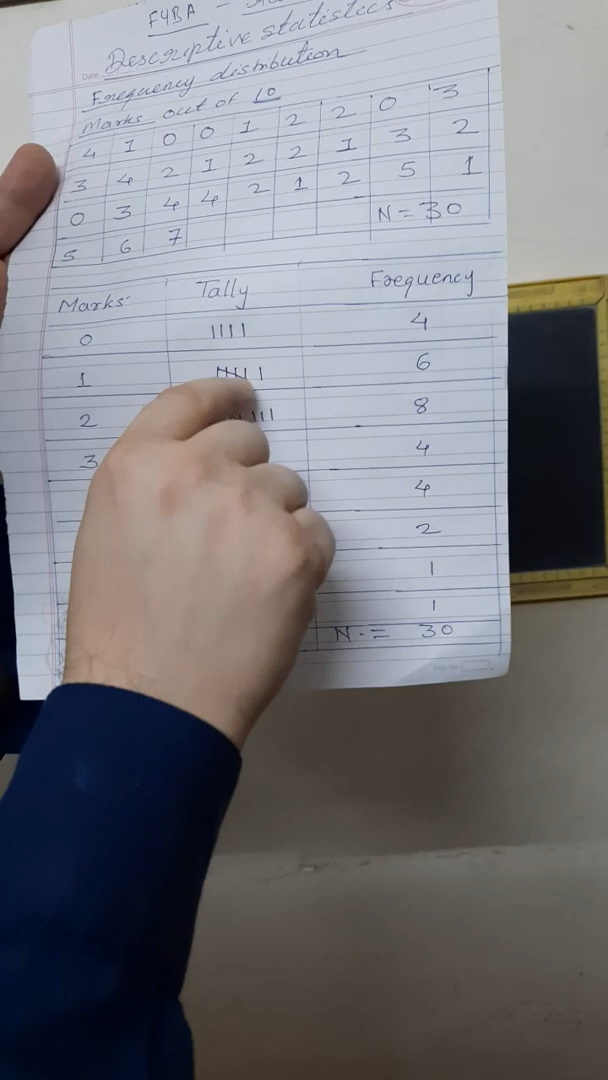 FYBA -
Date
Descriptive statistics
Frequency distribution
Marks out of 10
4 1 0 0 1 2 2 0 3
3 4 2 1 2 2 1 3 2
0 3 4 4 2 1 2 5 1
5 6 7 N = 30
Marks Tally Frequency
0 |||| 4
1 6
2 8
3 4
4
2
1
1
N = 30